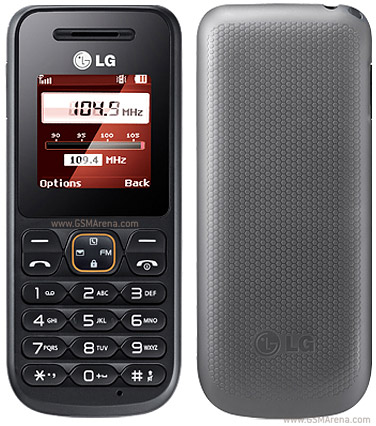 LG
104.9 MHz
90 95 100 105
109.4 MHz
Options Back
www.GSMArena.com
FM
1
2 ABC
3 DEF
4 GHI
5 JKL
6 MNO
7 PQRS
8 TUV
9 WXYZ
*
0
#
LG
www.GSMArena.com